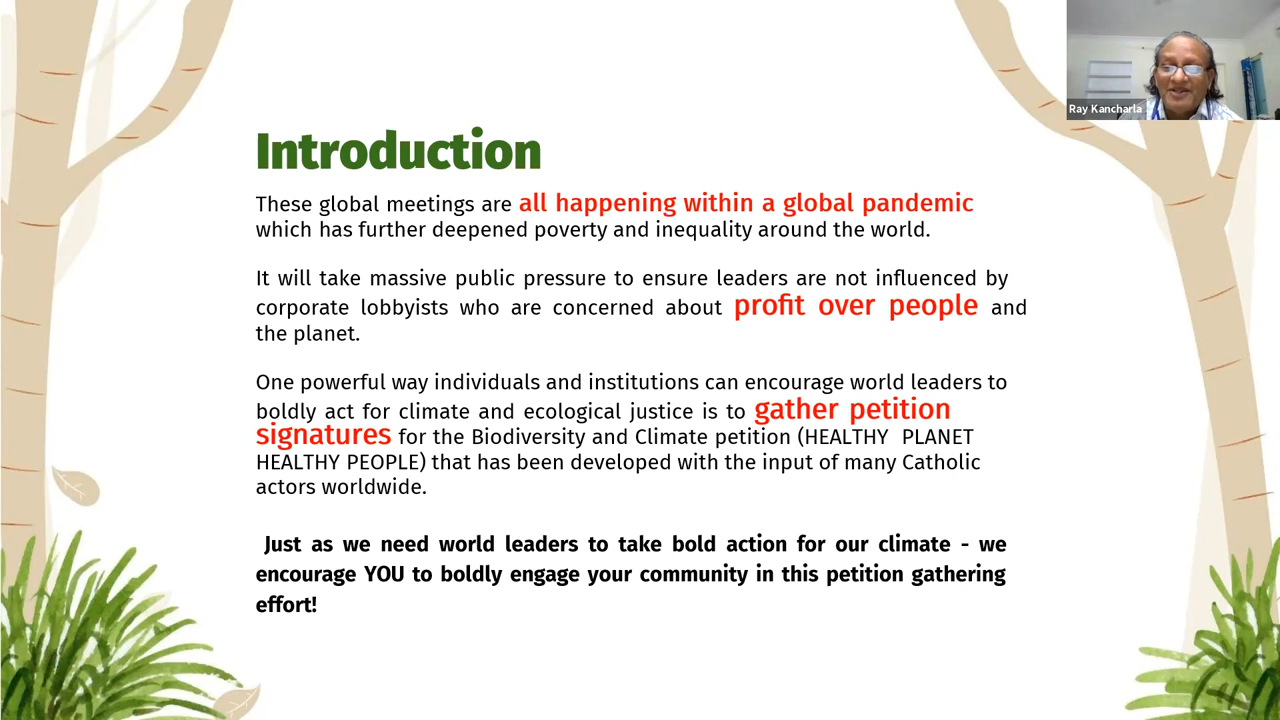 Ray Kancharla
Introduction
These global meetings are all happening within a global pandemic
which has further deepened poverty and inequality around the world.
It will take massive public pressure to ensure leaders are not influenced by
corporate lobbyists who are concerned about profit over people and
the planet.
One powerful way individuals and institutions can encourage world leaders to
boldly act for climate and ecological justice is to gather petition
signatures for the Biodiversity and Climate petition (HEALTHY PLANET
HEALTHY PEOPLE) that has been developed with the input of many Catholic
actors worldwide.
Just as we need world leaders to take bold action for our climate - we
encourage YOU to boldly engage your community in this petition gathering
effort!